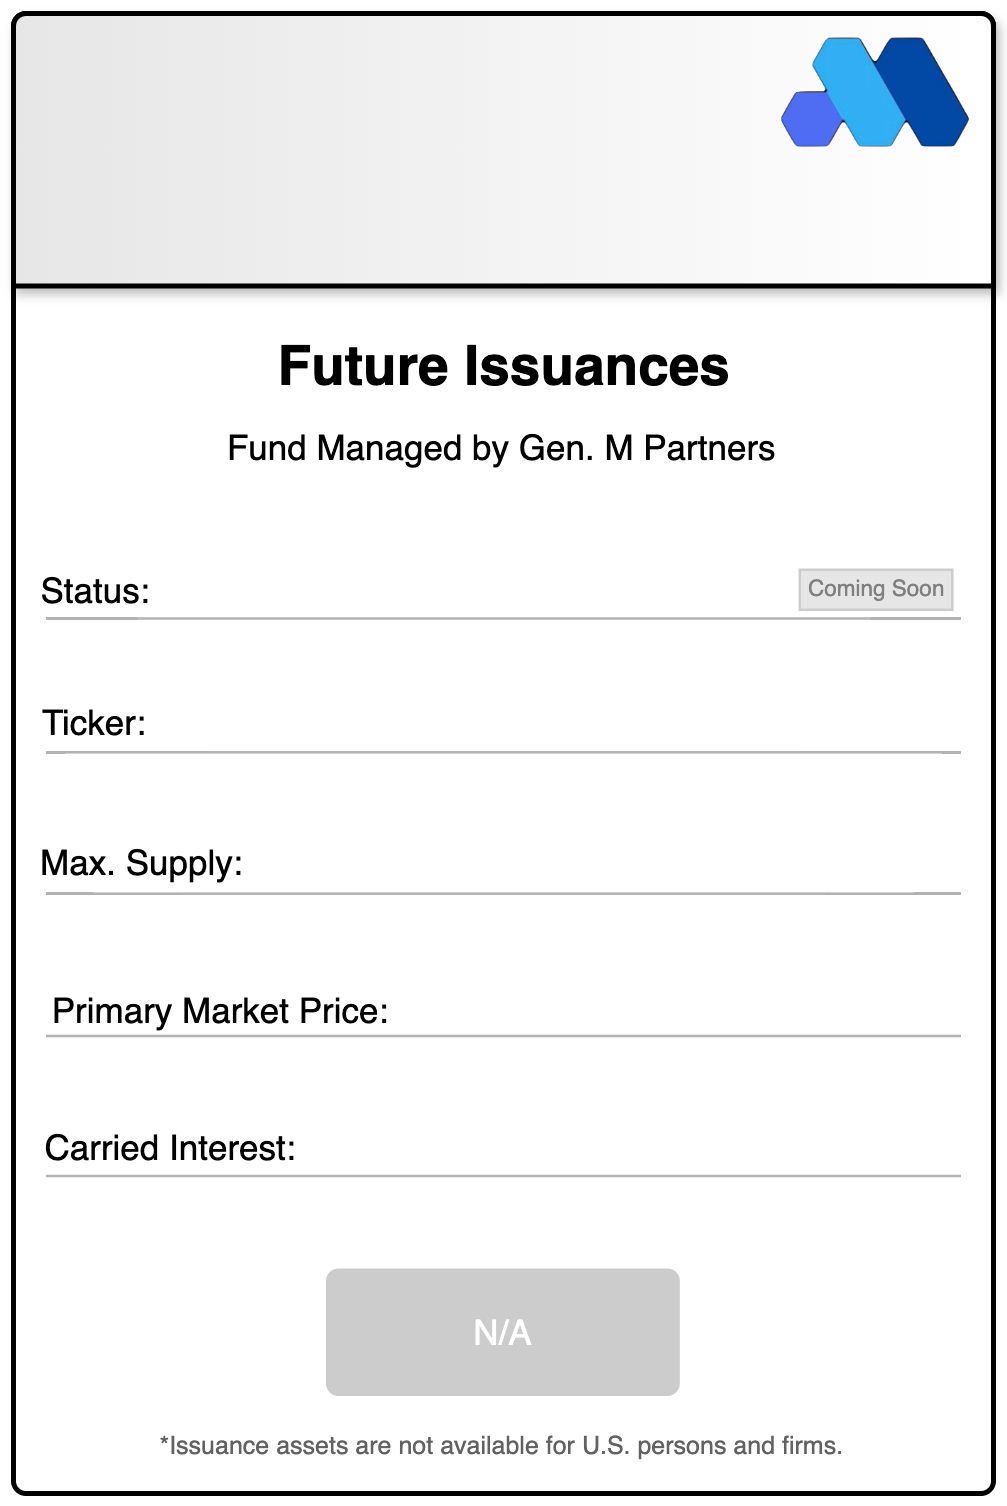 Future Issuances
Fund Managed by Gen. M Partners
Status: Coming Soon
Ticker:
Max. Supply:
Primary Market Price:
Carried Interest:
N/A
*Issuance assets are not available for U.S. persons and firms.